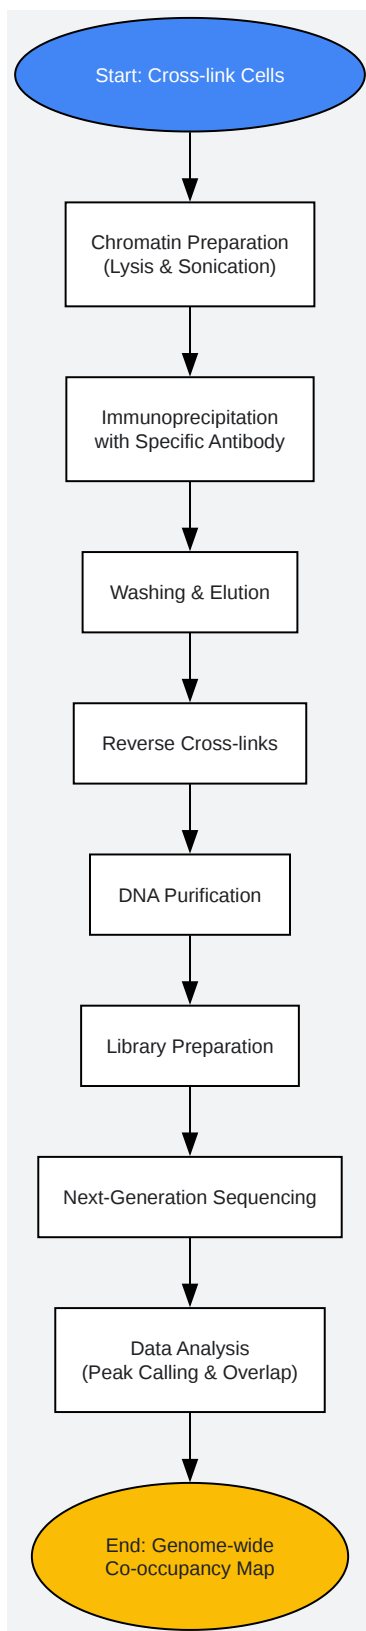 Start: Cross-link Cells
Chromatin Preparation
(Lysis & Sonication)
Immunoprecipitation
with Specific Antibody
Washing & Elution
Reverse Cross-links
DNA Purification
Library Preparation
Next-Generation Sequencing
Data Analysis
(Peak Calling & Overlap)
End: Genome-wide
Co-occupancy Map